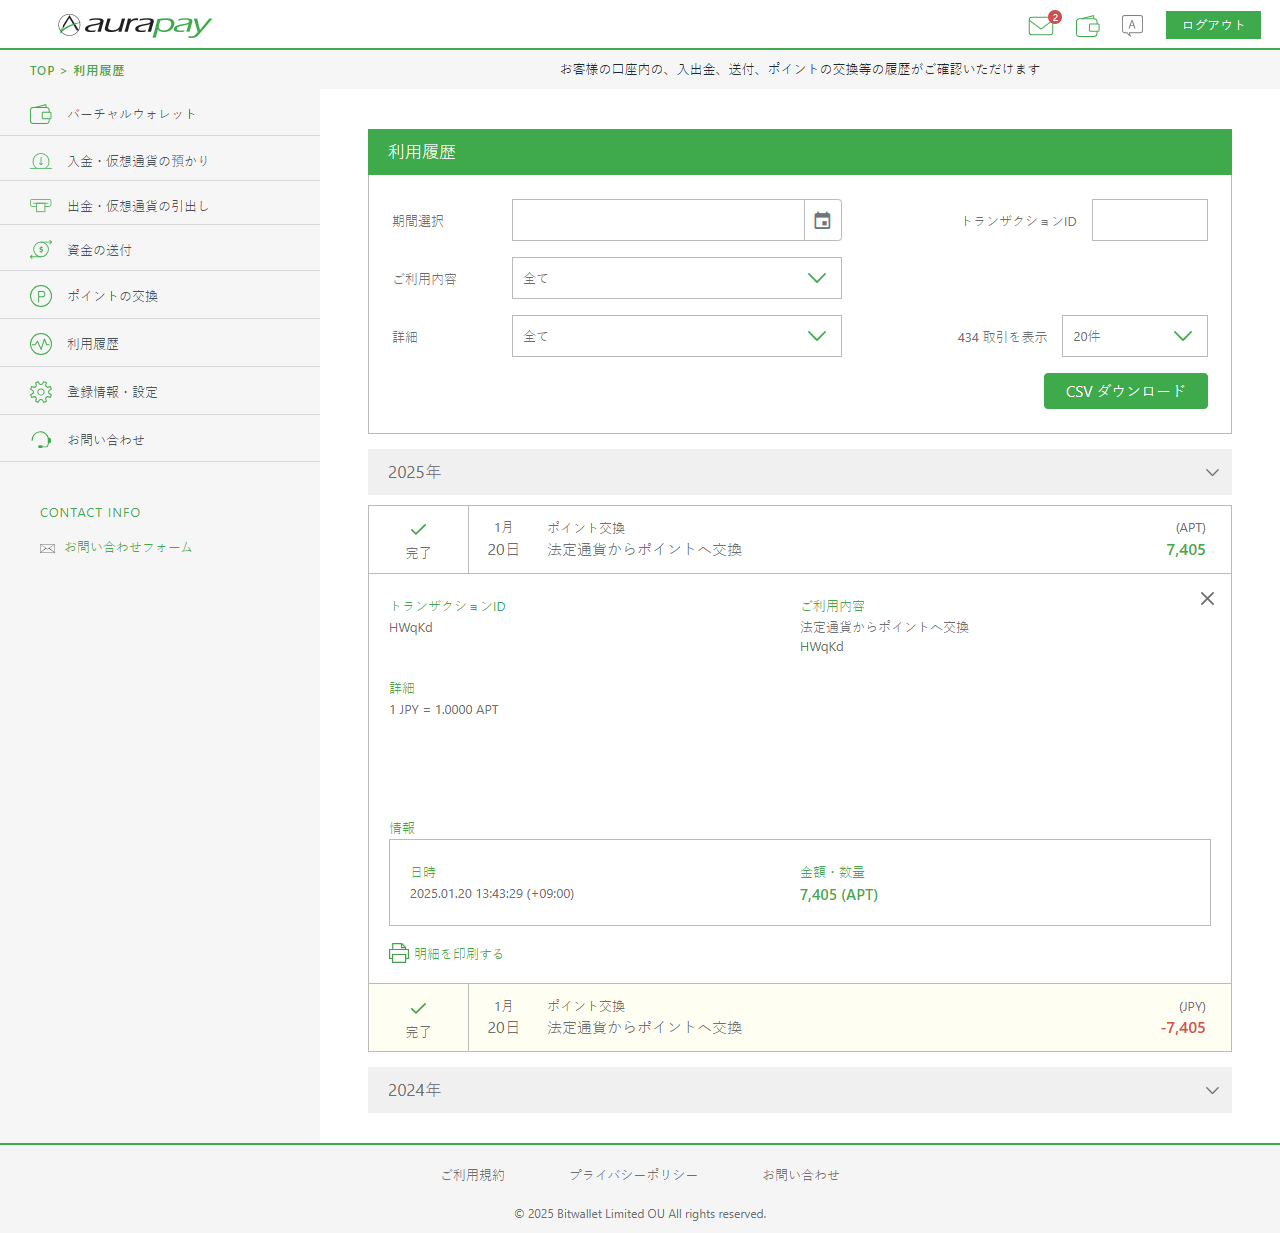 aurapay
2
A
ログアウト
TOP > 利用履歴
お客様の口座内の、入出金、送付、ポイントの交換等の履歴がご確認いただけます
バーチャルウォレット
入金・仮想通貨の預かり
出金・仮想通貨の引出し
資金の送付
ポイントの交換
利用履歴
登録情報・設定
お問い合わせ
CONTACT INFO
お問い合わせフォーム
利用履歴
期間選択
トランザクションID
ご利用内容
全て
詳細
全て
434 取引を表示
20件
CSV ダウンロード
2025年
完了
1月
20日
ポイント交換
法定通貨からポイントへ交換
(APT)
7,405
トランザクションID
HWqKd
ご利用内容
法定通貨からポイントへ交換
HWqKd
詳細
1 JPY = 1.0000 APT
情報
日時
2025.01.20 13:43:29 (+09:00)
金額・数量
7,405 (APT)
明細を印刷する
完了
1月
20日
ポイント交換
法定通貨からポイントへ交換
(JPY)
-7,405
2024年
ご利用規約
プライバシーポリシー
お問い合わせ
© 2025 Bitwallet Limited OU All rights reserved.